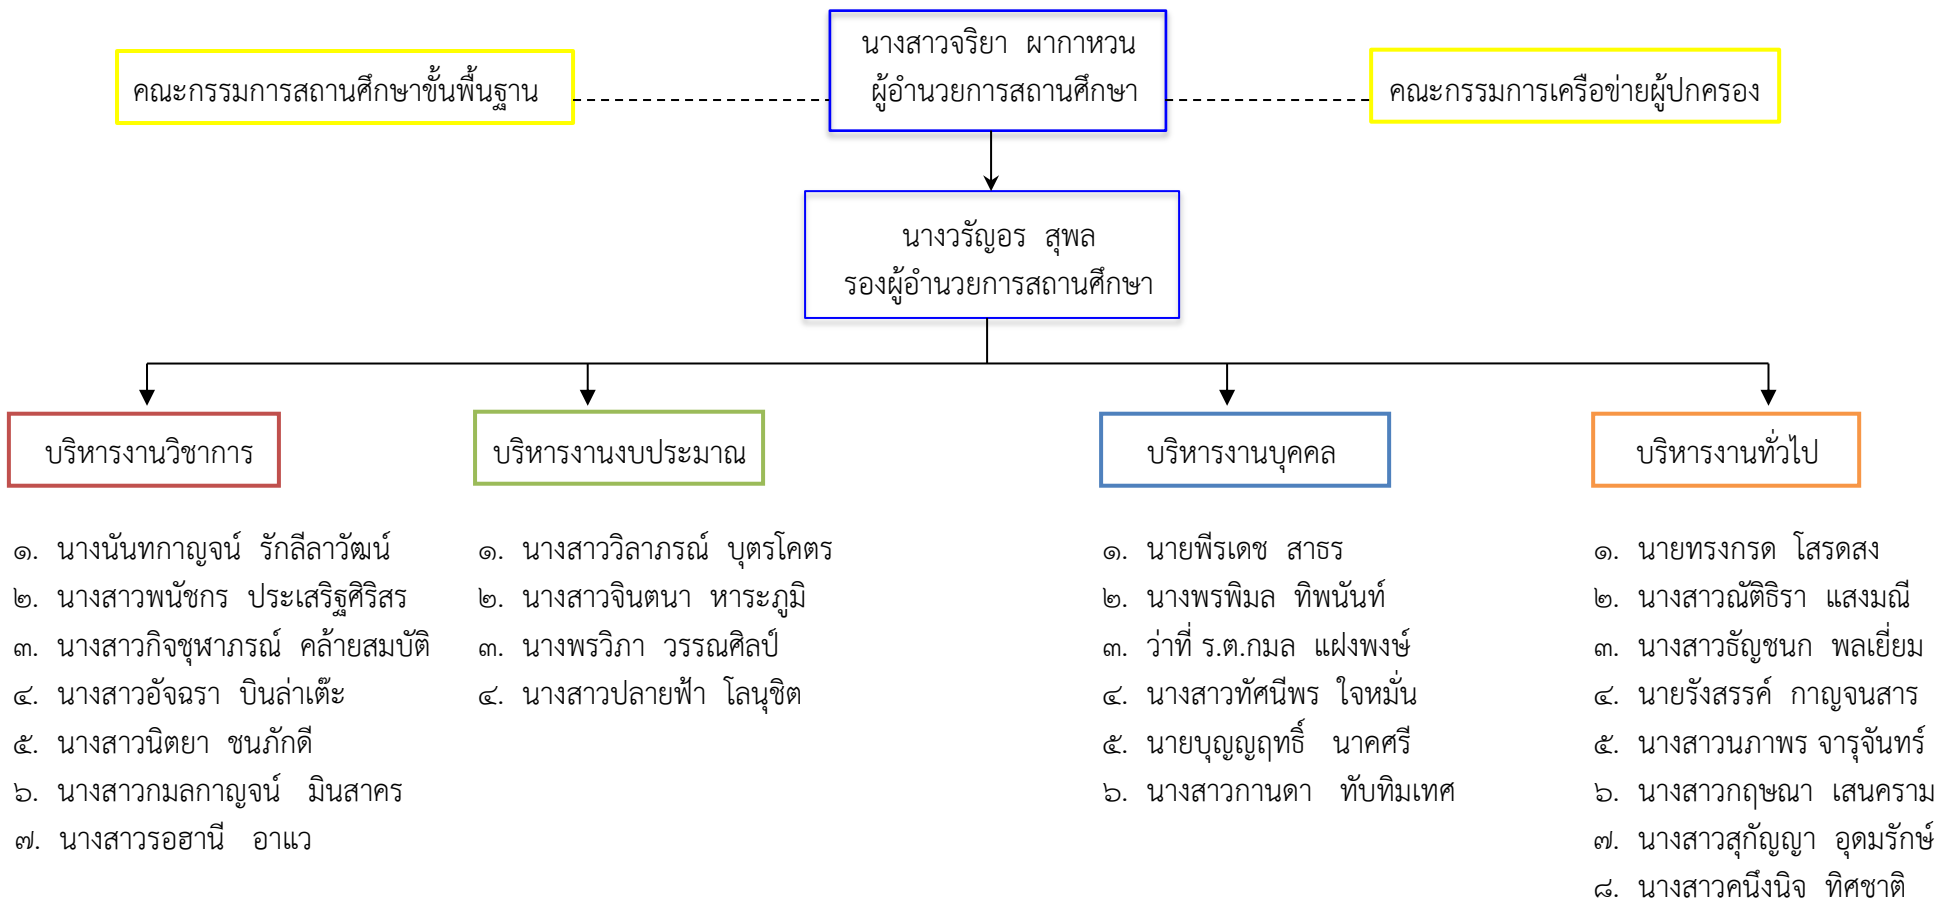 นางสาวจริยา ผากาหวน
ผู้อำนวยการสถานศึกษา
คณะกรรมการสถานศึกษาขั้นพื้นฐาน
คณะกรรมการเครือข่ายผู้ปกครอง
นางวรัญอร สุพล
รองผู้อำนวยการสถานศึกษา
บริหารงานวิชาการ
๑. นางนันทกาญจน์ รักลีลาวัฒน์
๒. นางสาวพนัชกร ประเสริฐศิริสร
๓. นางสาวกิจชุฬาภรณ์ คล้ายสมบัติ
๔. นางสาวอัจฉรา บินล่าเต๊ะ
๕. นางสาวนิตยา ชนภักดี
๖. นางสาวกมลกาญจน์ มินสาคร
๗. นางสาวรอฮานี อาแว
บริหารงานงบประมาณ
๑. นางสาววิลาภรณ์ บุตรโคตร
๒. นางสาวจินตนา หาระภูมิ
๓. นางพรวิภา วรรณศิลป์
๔. นางสาวปลายฟ้า โลนุชิต
บริหารงานบุคคล
๑. นายพีรเดช สาธร
๒. นางพรพิมล ทิพนันท์
๓. ว่าที่ ร.ต.กมล แฝงพงษ์
๔. นางสาวทัศนีพร ใจหมั่น
๕. นายบุญญฤทธิ์ นาคศรี
๖. นางสาวกานดา ทับทิมเทศ
บริหารงานทั่วไป
๑. นายทรงกรด โสรดสง
๒. นางสาวณัติธิรา แสงมณี
๓. นางสาวธัญชนก พลเยี่ยม
๔. นายรังสรรค์ กาญจนสาร
๕. นางสาวนภาพร จารุจันทร์
๖. นางสาวกฤษณา เสนคราม
๗. นางสาวสุกัญญา อุดมรักษ์
๘. นางสาวคนึงนิจ ทิศชาติ